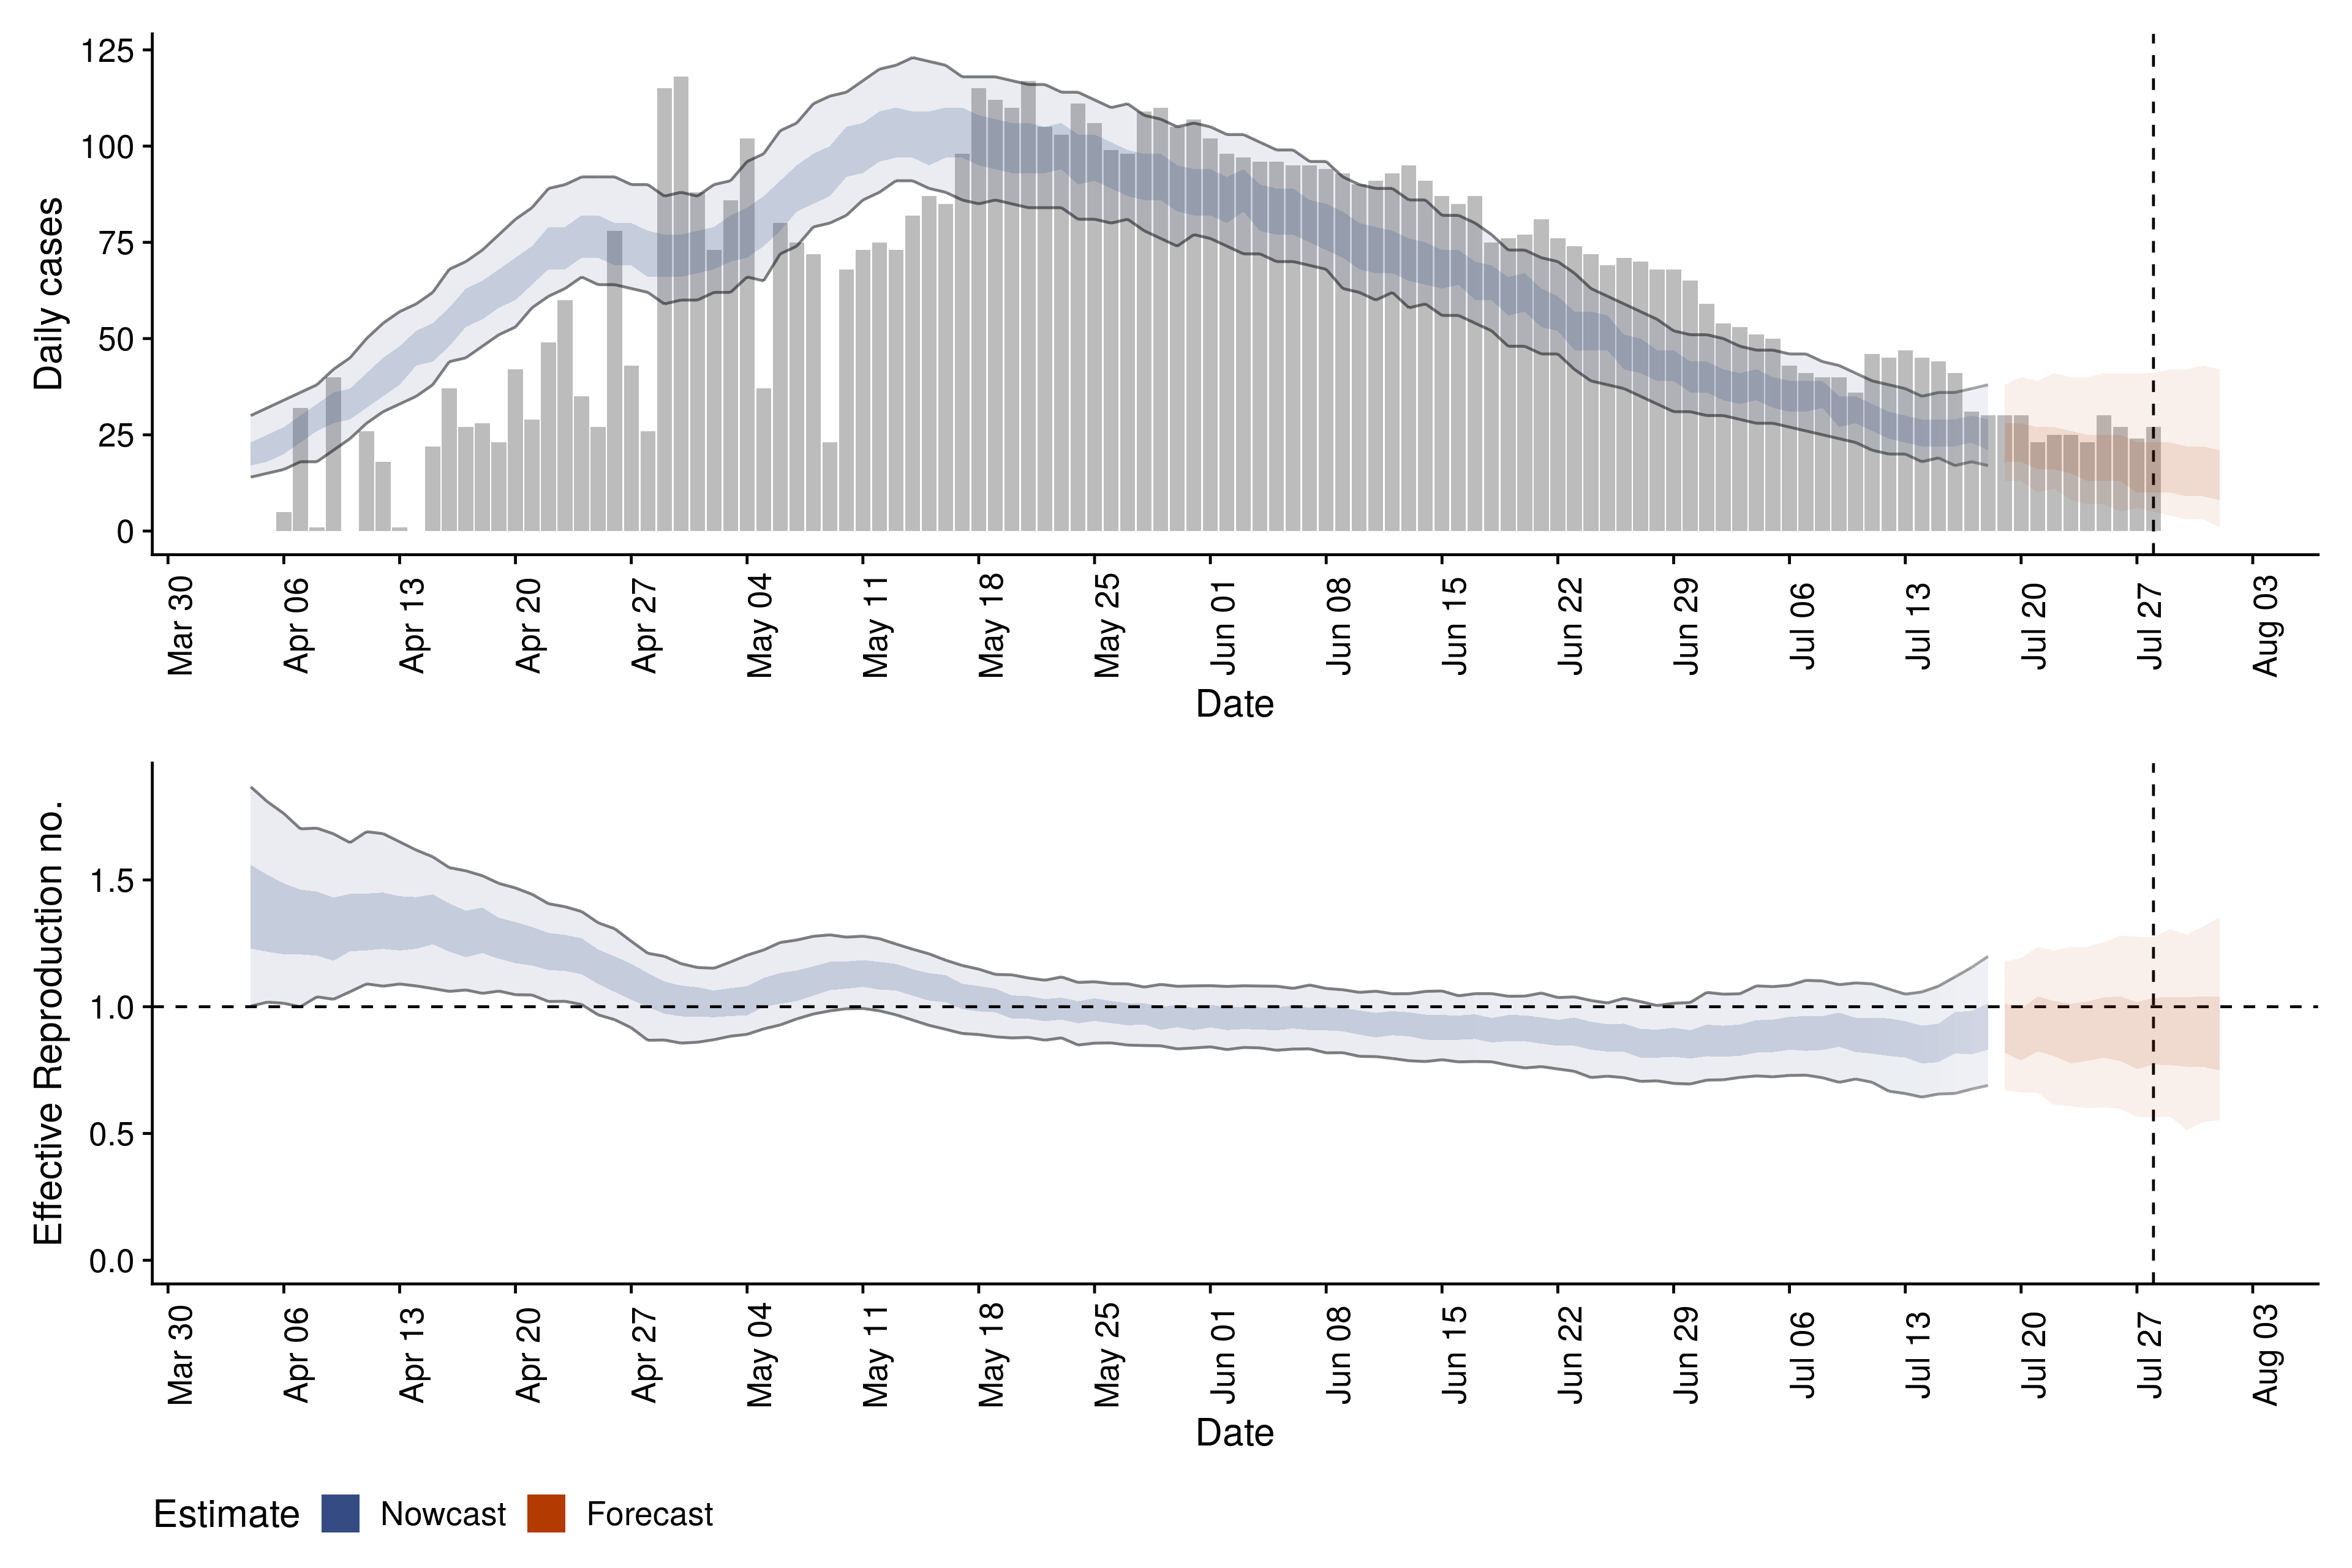 125
100
75
50
25
0
Daily cases
Mar 30
Apr 06
Apr 13
Apr 20
Apr 27
May 04
May 11
May 18
May 25
Jun 01
Jun 08
Jun 15
Jun 22
Jun 29
Jul 06
Jul 13
Jul 20
Jul 27
Aug 03
Date
1.5
1.0
0.5
0.0
Effective Reproduction no.
Mar 30
Apr 06
Apr 13
Apr 20
Apr 27
May 04
May 11
May 18
May 25
Jun 01
Jun 08
Jun 15
Jun 22
Jun 29
Jul 06
Jul 13
Jul 20
Jul 27
Aug 03
Date
Estimate Nowcast Forecast